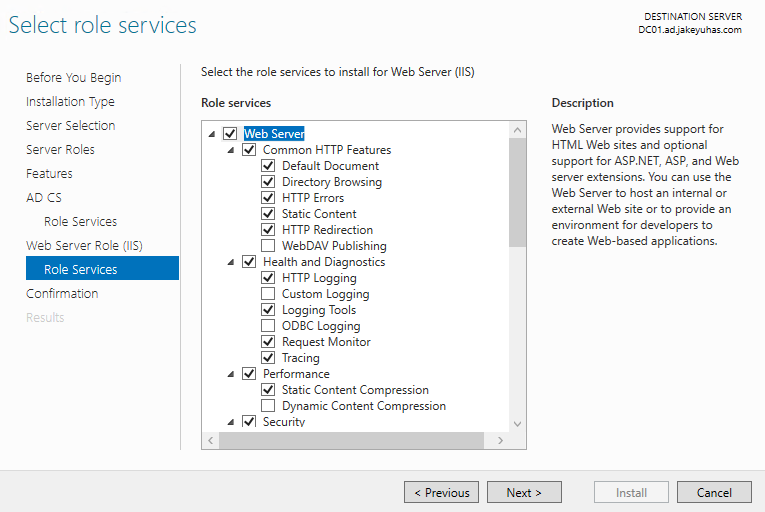 Select role services
DESTINATION SERVER
DC01.ad.jakeyuhas.com
Before You Begin
Installation Type
Server Selection
Server Roles
Features
AD CS
Role Services
Web Server Role (IIS)
Role Services
Confirmation
Results
Select the role services to install for Web Server (IIS)
Role services
Web Server
Common HTTP Features
Default Document
Directory Browsing
HTTP Errors
Static Content
HTTP Redirection
WebDAV Publishing
Health and Diagnostics
HTTP Logging
Custom Logging
Logging Tools
ODBC Logging
Request Monitor
Tracing
Performance
Static Content Compression
Dynamic Content Compression
Security
Description
Web Server provides support for
HTML Web sites and optional
support for ASP.NET, ASP, and Web
server extensions. You can use the
Web Server to host an internal or
external Web site or to provide an
environment for developers to
create Web-based applications.
< Previous
Next >
Install
Cancel